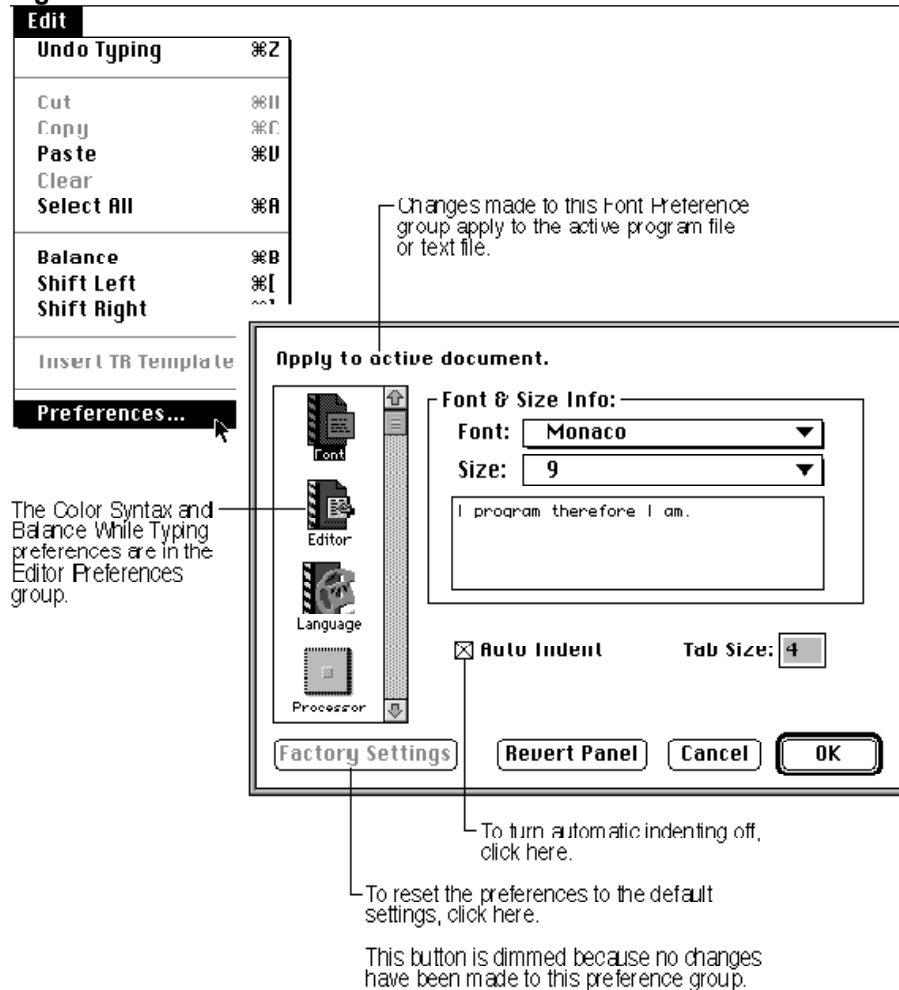 Edit
Undo Typing ⌘Z
Cut ⌘X
Copy ⌘C
Paste ⌘V
Clear
Select All ⌘A
Balance ⌘B
Shift Left ⌘[
Shift Right
Insert TR Template
Preferences...
Changes made to this Font Preference
group apply to the active program file
or text file.
Apply to active document.
Font
Editor
Language
Processor
Font & Size Info:
Font: Monaco
Size: 9
I program therefore I am.
The Color Syntax and
Balance While Typing
preferences are in the
Editor Preferences
group.
Auto Indent Tab Size: 4
Factory Settings Revert Panel Cancel OK
To turn automatic indenting off,
click here.
To reset the preferences to the default
settings, click here.
This button is dimmed because no changes
have been made to this preference group.